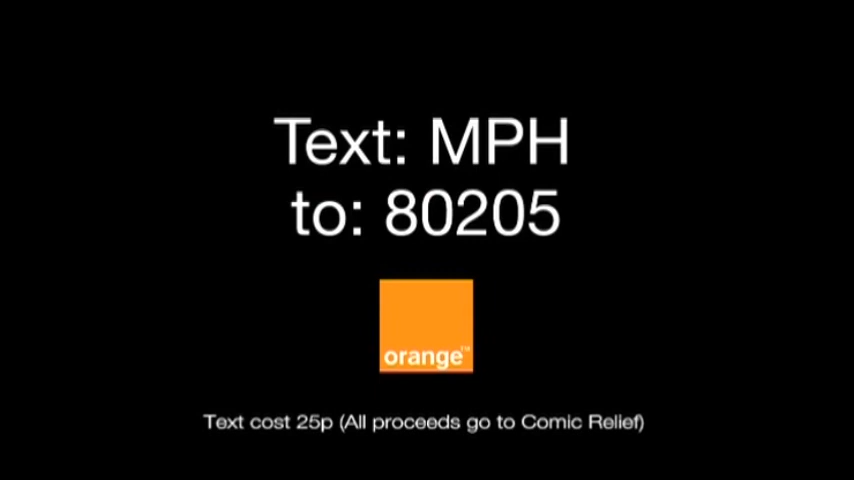 Text: MPH
to: 80205
orange™
Text cost 25p (All proceeds go to Comic Relief)